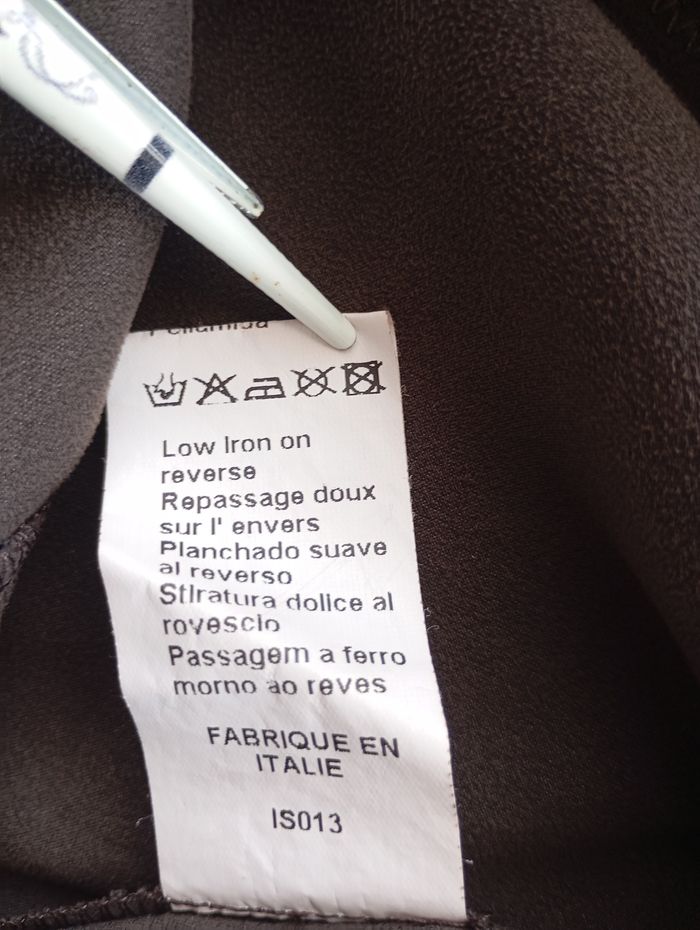 Low Iron on
reverse
Repassage doux
sur l' envers
Planchado suave
al reverso
Stiratura dollce al
rovescio
Passagem a ferro
morno ao reves
FABRIQUE EN
ITALIE
IS013